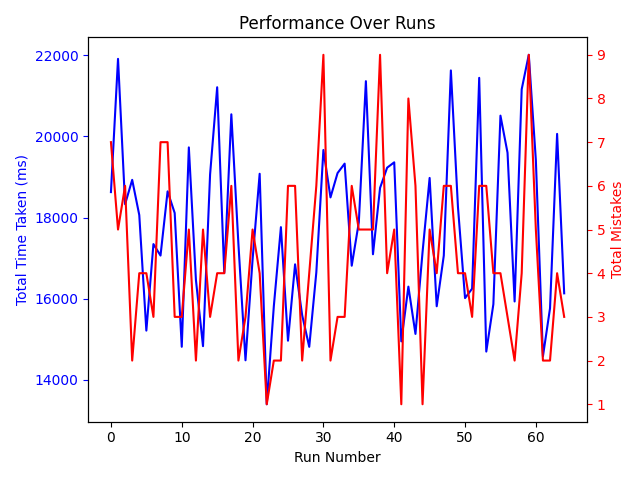 Performance Over Runs
Total Time Taken (ms)
22000
20000
18000
16000
14000
9
8
7
6
5
4
3
2
1
Total Mistakes
0 10 20 30 40 50 60
Run Number